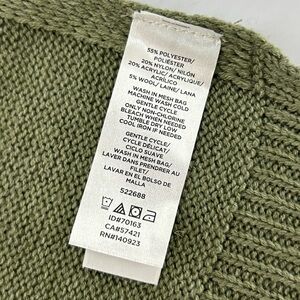 55% POLYESTER/
POLIÉSTER
20% NYLON/ NILÓN
20% ACRYLIC/ ACRYLIQUE/
ACRÍLICO
5% WOOL/ LAINE/ LANA
WASH IN MESH BAG
MACHINE WASH COLD
GENTLE CYCLE
ONLY NON-CHLORINE
BLEACH WHEN NEEDED
TUMBLE DRY LOW
COOL IRON IF NEEDED
GENTLE CYCLE/
CYCLE DÉLICAT/
CICLO SUAVE
WASH IN MESH BAG/
LAVER DANS PRENDER AU
FILET/
LAVAR EN EL BOLSO DE
MALLA
522688
ID#70163
CA#57421
RN#140923